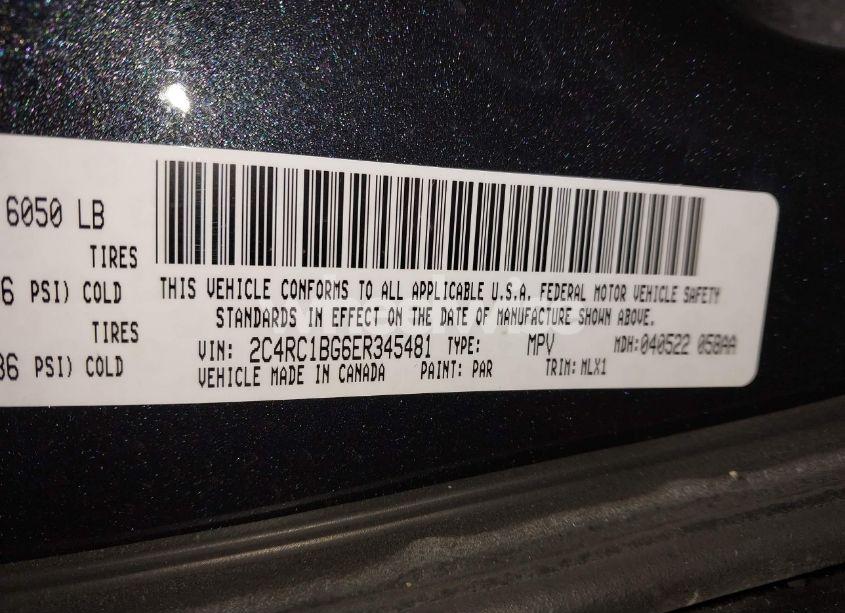 6050 LB
TIRES
6 PSI) COLD
TIRES
36 PSI) COLD
THIS VEHICLE CONFORMS TO ALL APPLICABLE U.S.A. FEDERAL MOTOR VEHICLE SAFETY
STANDARDS IN EFFECT ON THE DATE OF MANUFACTURE SHOWN ABOVE.
VIN: 2C4RC1BG6ER345481 TYPE: MPV MDH:040522 058AA
VEHICLE MADE IN CANADA PAINT: PAR TRIM: MLX1